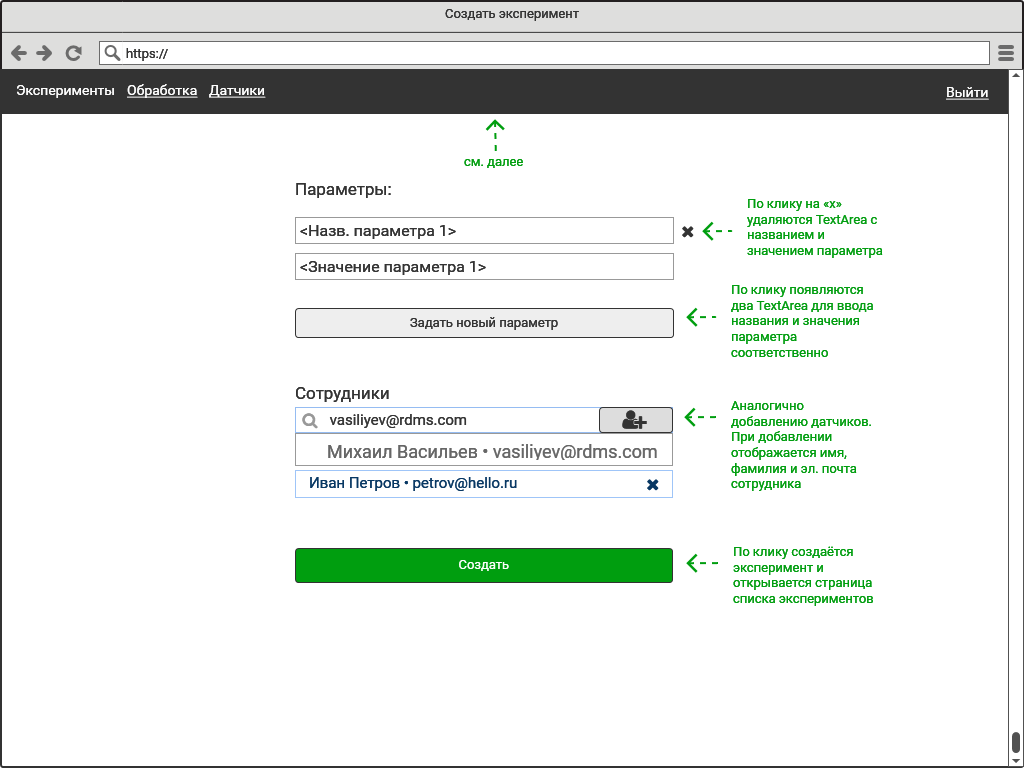 Создать эксперимент
https://
Эксперименты Обработка Датчики
Выйти
см. далее
Параметры:
<Назв. параметра 1>
По клику на «х»
удаляются TextArea с
названием и
значением параметра
<Значение параметра 1>
Задать новый параметр
По клику появляются
два TextArea для ввода
названия и значения
параметра
соответственно
Сотрудники
vasiliyev@rdms.com
Михаил Васильев • vasiliyev@rdms.com
Иван Петров • petrov@hello.ru
Аналогично
добавлению датчиков.
При добавлении
отображается имя,
фамилия и эл. почта
сотрудника
Создать
По клику создаётся
эксперимент и
открывается страница
списка экспериментов